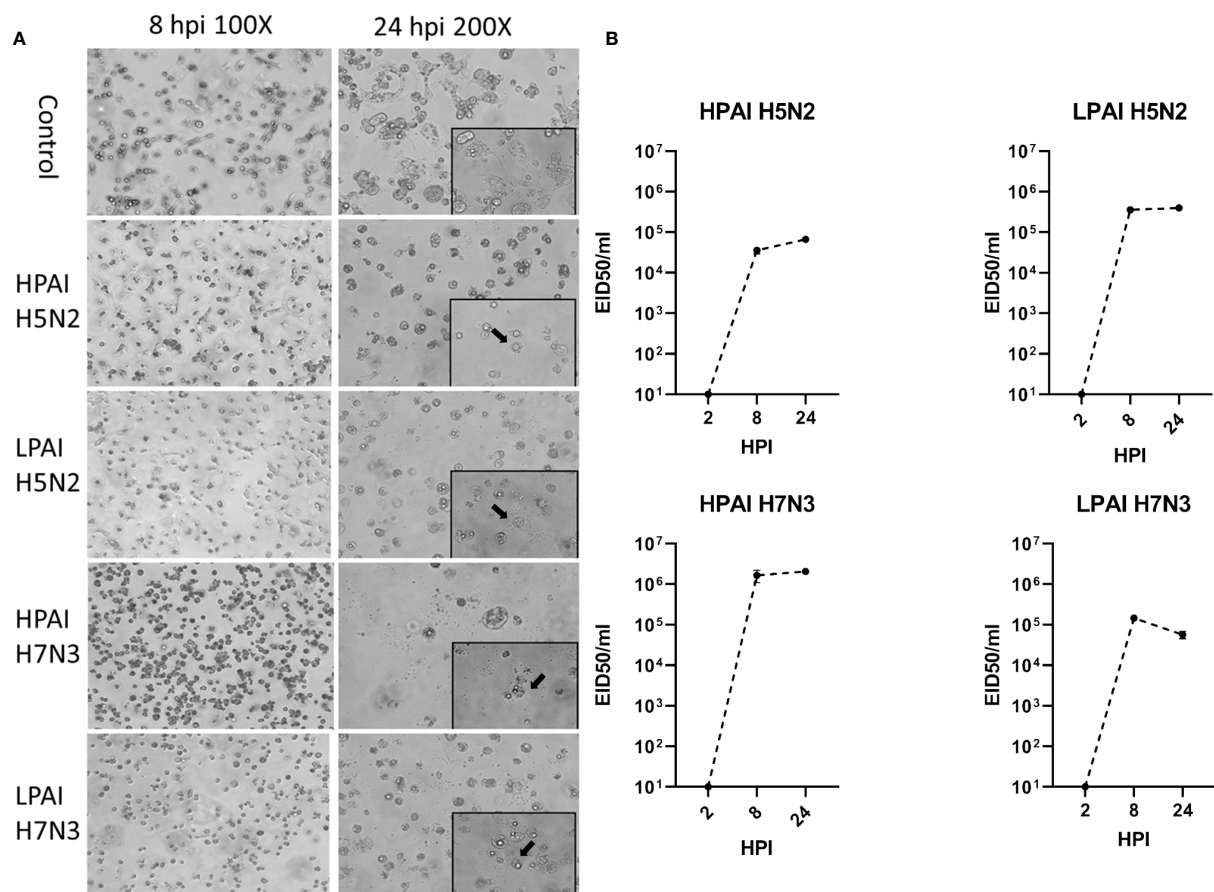 A
8 hpi 100X
24 hpi 200X
Control
HPAI
H5N2
LPAI
H5N2
HPAI
H7N3
LPAI
H7N3
B
HPAI H5N2
EID50/ml
10⁷
10⁶
10⁵
10⁴
10³
10²
10¹
2 8 24
HPI
LPAI H5N2
EID50/ml
10⁷
10⁶
10⁵
10⁴
10³
10²
10¹
2 8 24
HPI
HPAI H7N3
EID50/ml
10⁷
10⁶
10⁵
10⁴
10³
10²
10¹
2 8 24
HPI
LPAI H7N3
EID50/ml
10⁷
10⁶
10⁵
10⁴
10³
10²
10¹
2 8 24
HPI